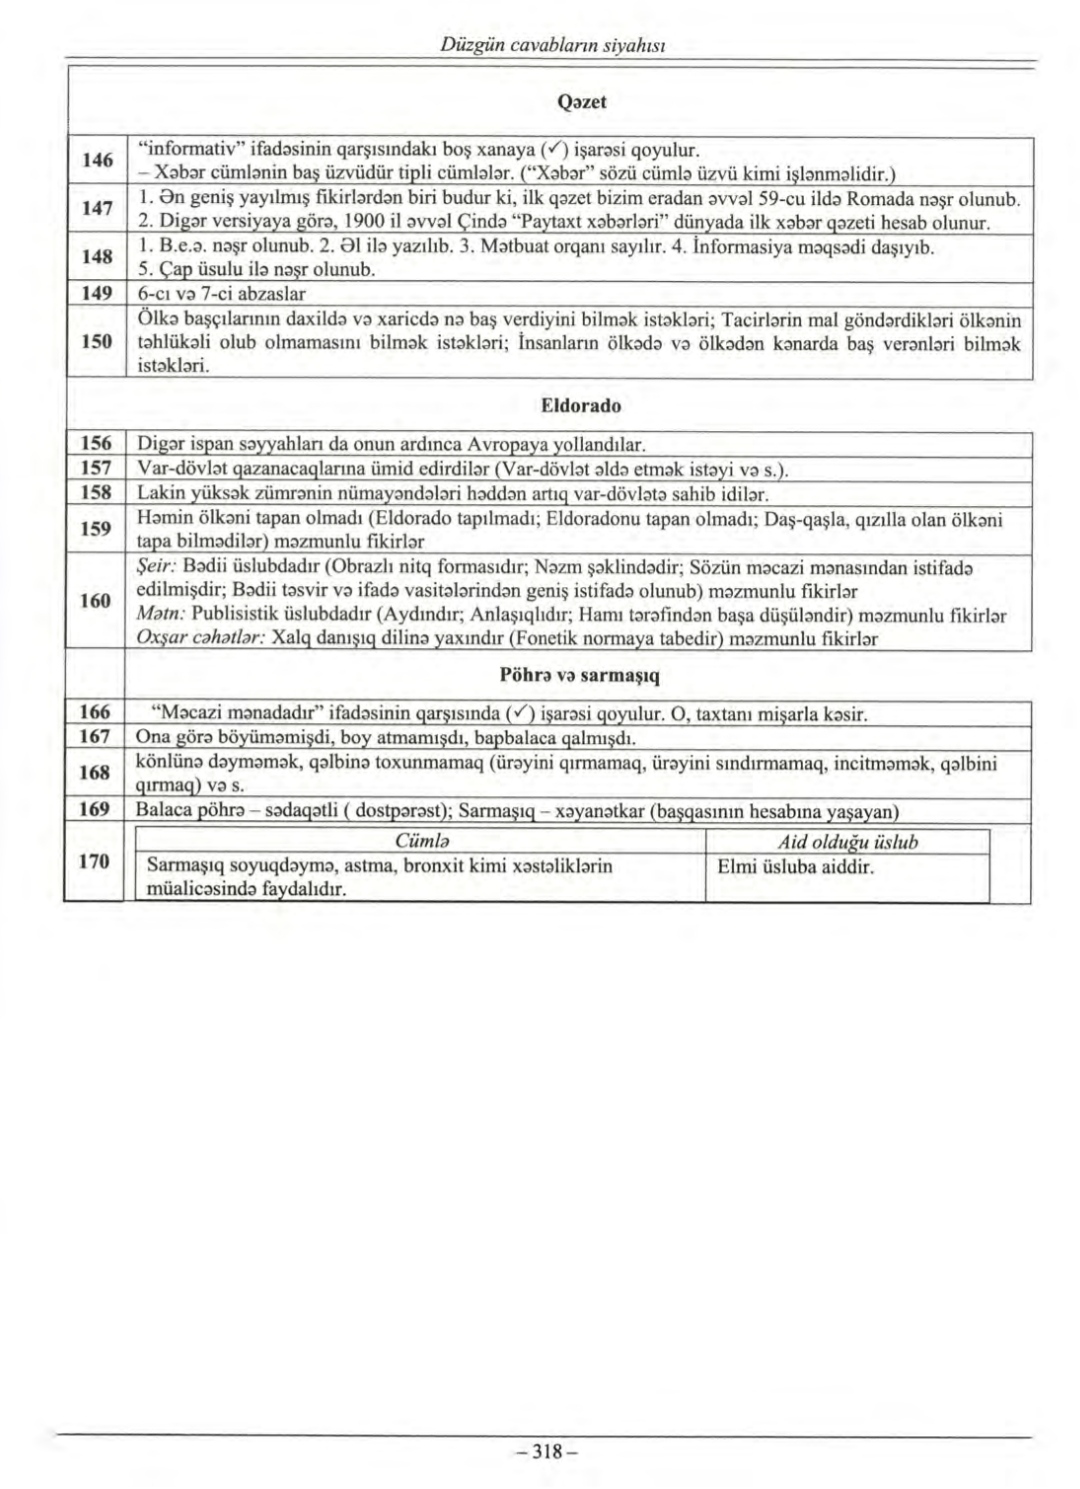 Düzgün cavabların siyahısı
Qəzet
146
“informativ” ifadəsinin qarşısındakı boş xanaya (✓) işarəsi qoyulur.
– Xəbər cümlənin baş üzvüdür tipli cümlələr. (“Xəbər” sözü cümlə üzvü kimi işlənməlidir.)
147
1. Ən geniş yayılmış fikirlərdən biri budur ki, ilk qəzet bizim eradan əvvəl 59-cu ildə Romada nəşr olunub.
2. Digər versiyaya görə, 1900 il əvvəl Çində “Paytaxt xəbərləri” dünyada ilk xəbər qəzeti hesab olunur.
148
1. B.e.ə. nəşr olunub. 2. Əl ilə yazılıb. 3. Mətbuat orqanı sayılır. 4. İnformasiya məqsədi daşıyıb.
5. Çap üsulu ilə nəşr olunub.
149 6-cı və 7-ci abzaslar
150
Ölkə başçılarının daxildə və xaricdə nə baş verdiyini bilmək istəkləri; Tacirlərin mal göndərdikləri ölkənin
təhlükəli olub olmamasını bilmək istəkləri; İnsanların ölkədə və ölkədən kənarda baş verənləri bilmək
istəkləri.
Eldorado
156 Digər ispan səyyahları da onun ardınca Avropaya yollandılar.
157 Var-dövlət qazanacaqlarına ümid edirdilər (Var-dövlət əldə etmək istəyi və s.).
158 Lakin yüksək zümrənin nümayəndələri həddən artıq var-dövlətə sahib idilər.
159
Həmin ölkəni tapan olmadı (Eldorado tapılmadı; Eldoradonu tapan olmadı; Daş-qaşla, qızılla olan ölkəni
tapa bilmədilər) məzmunlu fikirlər
160
Şeir: Bədii üslubdadır (Obrazlı nitq formasıdır; Nəzm şəklindədir; Sözün məcazi mənasından istifadə
edilmişdir; Bədii təsvir və ifadə vasitələrindən geniş istifadə olunub) məzmunlu fikirlər
Mətn: Publisistik üslubdadır (Aydındır; Anlaşıqlıdır; Hamı tərəfindən başa düşüləndir) məzmunlu fikirlər
Oxşar cəhətlər: Xalq danışıq dilinə yaxındır (Fonetik normaya tabedir) məzmunlu fikirlər
Pöhrə və sarmaşıq
166 “Məcazi mənadadır” ifadəsinin qarşısında (✓) işarəsi qoyulur. O, taxtanı mişarla kəsir.
167 Ona görə böyüməmişdi, boy atmamışdı, bapbalaca qalmışdı.
168
könlünə dəyməmək, qəlbinə toxunmamaq (ürəyini qırmamaq, ürəyini sındırmamaq, incitməmək, qəlbini
qırmaq) və s.
169 Balaca pöhrə – sədaqətli ( dostpərəst); Sarmaşıq – xəyanətkar (başqasının hesabına yaşayan)
170
Cümlə Aid olduğu üslub
Sarmaşıq soyuqdəymə, astma, bronxit kimi xəstəliklərin Elmi üsluba aiddir.
müalicəsində faydalıdır.
– 318 –